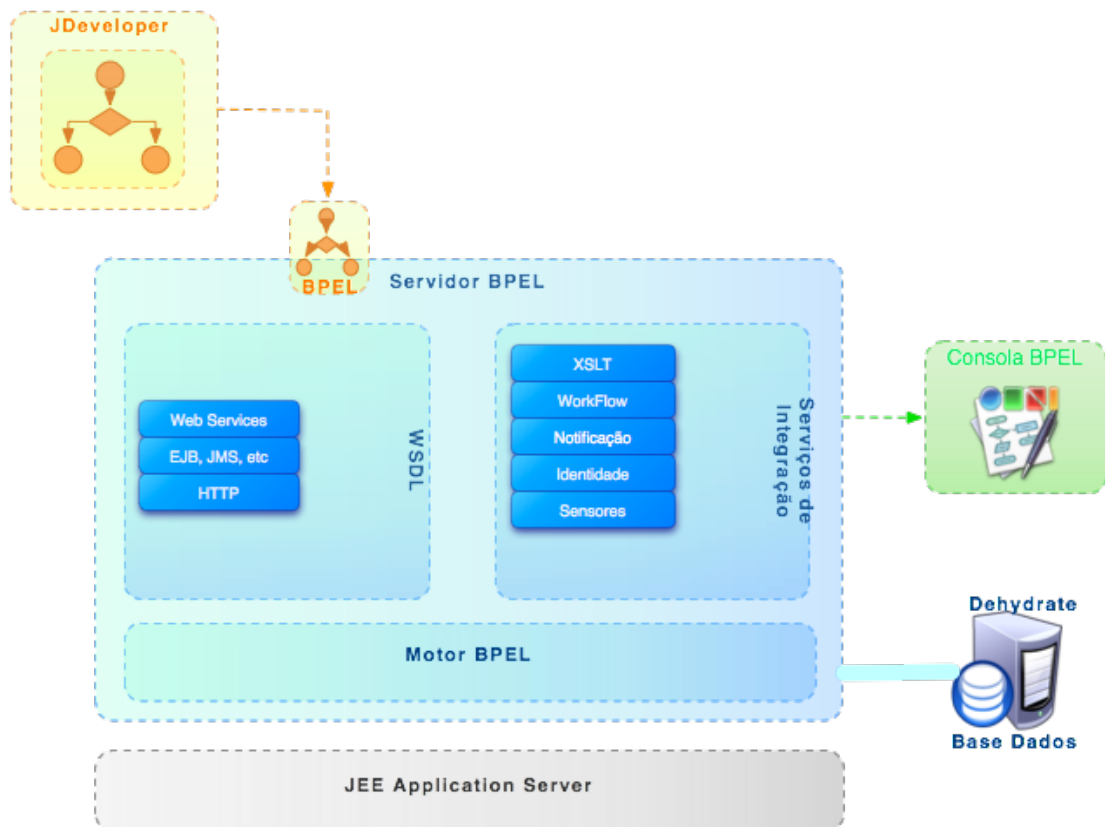 JDeveloper
BPEL
Servidor BPEL
Web Services
EJB, JMS, etc
HTTP
WSDL
XSLT
WorkFlow
Notificação
Identidade
Sensores
Serviços de
Integração
Consola BPEL
Motor BPEL
Dehydrate
Base Dados
JEE Application Server